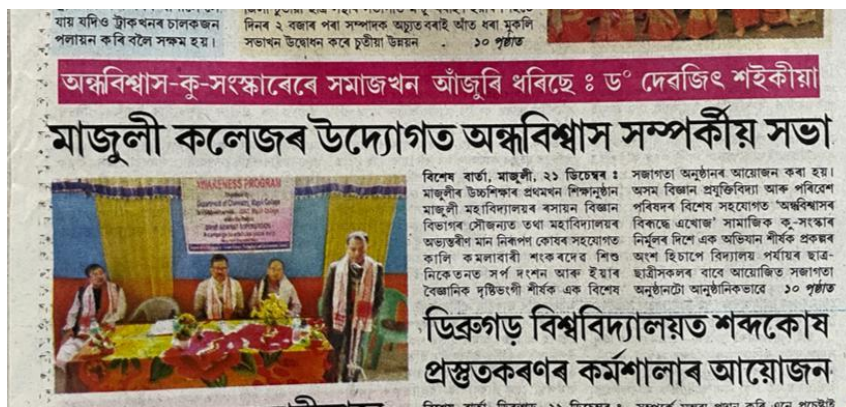 যায় যদিও ট্ৰাকখনৰ চালকজন
পলায়ন কৰিবলৈ সক্ষম হয়।
দিনৰ ২ বজাৰ পৰা সম্পাদক অচ্যুত বৰাই আঁত ধৰা মুকলি
সভাখন উদ্বোধন কৰে চুতীয়া উন্নয়ন . ১০ পৃষ্ঠাত
অন্ধবিশ্বাস-কু-সংস্কাৰেৰে সমাজখন আঁজুৰি ধৰিছে ঃ ড° দেৱজিৎ শইকীয়া
মাজুলী কলেজৰ উদ্যোগত অন্ধবিশ্বাস সম্পৰ্কীয় সভা
AWARENESS PROGRAM
Department of Chemistry, Majuli College
বিশেষ বাৰ্তা, মাজুলী, ২১ ডিচেম্বৰ ঃ
মাজুলীৰ উচ্চশিক্ষাৰ প্ৰথমখন শিক্ষানুষ্ঠান
মাজুলী মহাবিদ্যালয়ৰ ৰসায়ন বিজ্ঞান
বিভাগৰ সৌজন্যত তথা মহাবিদ্যালয়ৰ
অভ্যন্তৰীণ মান নিৰূপণ কোষৰ সহযোগত
কালি কমলাবাৰী শংকৰদেৱ শিশু
নিকেতনত সৰ্প দংশন আৰু ইয়াৰ
বৈজ্ঞানিক দৃষ্টিভংগী শীৰ্ষক এক বিশেষ
সজাগতা অনুষ্ঠানৰ আয়োজন কৰা হয়।
অসম বিজ্ঞান প্ৰযুক্তিবিদ্যা আৰু পৰিৱেশ
পৰিষদৰ বিশেষ সহযোগত ‘অন্ধবিশ্বাসৰ
বিৰুদ্ধে এখোজ’ সামাজিক কু-সংস্কাৰ
নিৰ্মূলৰ দিশে এক অভিযান শীৰ্ষক প্ৰকল্পৰ
অংশ হিচাপে বিদ্যালয় পৰ্যায়ৰ ছাত্ৰ-
ছাত্ৰীসকলৰ বাবে আয়োজিত সজাগতা
অনুষ্ঠানটো আনুষ্ঠানিকভাৱে ১০ পৃষ্ঠাত
ডিব্ৰুগড় বিশ্ববিদ্যালয়ত শব্দকোষ
প্ৰস্তুতকৰণৰ কৰ্মশালাৰ আয়োজন